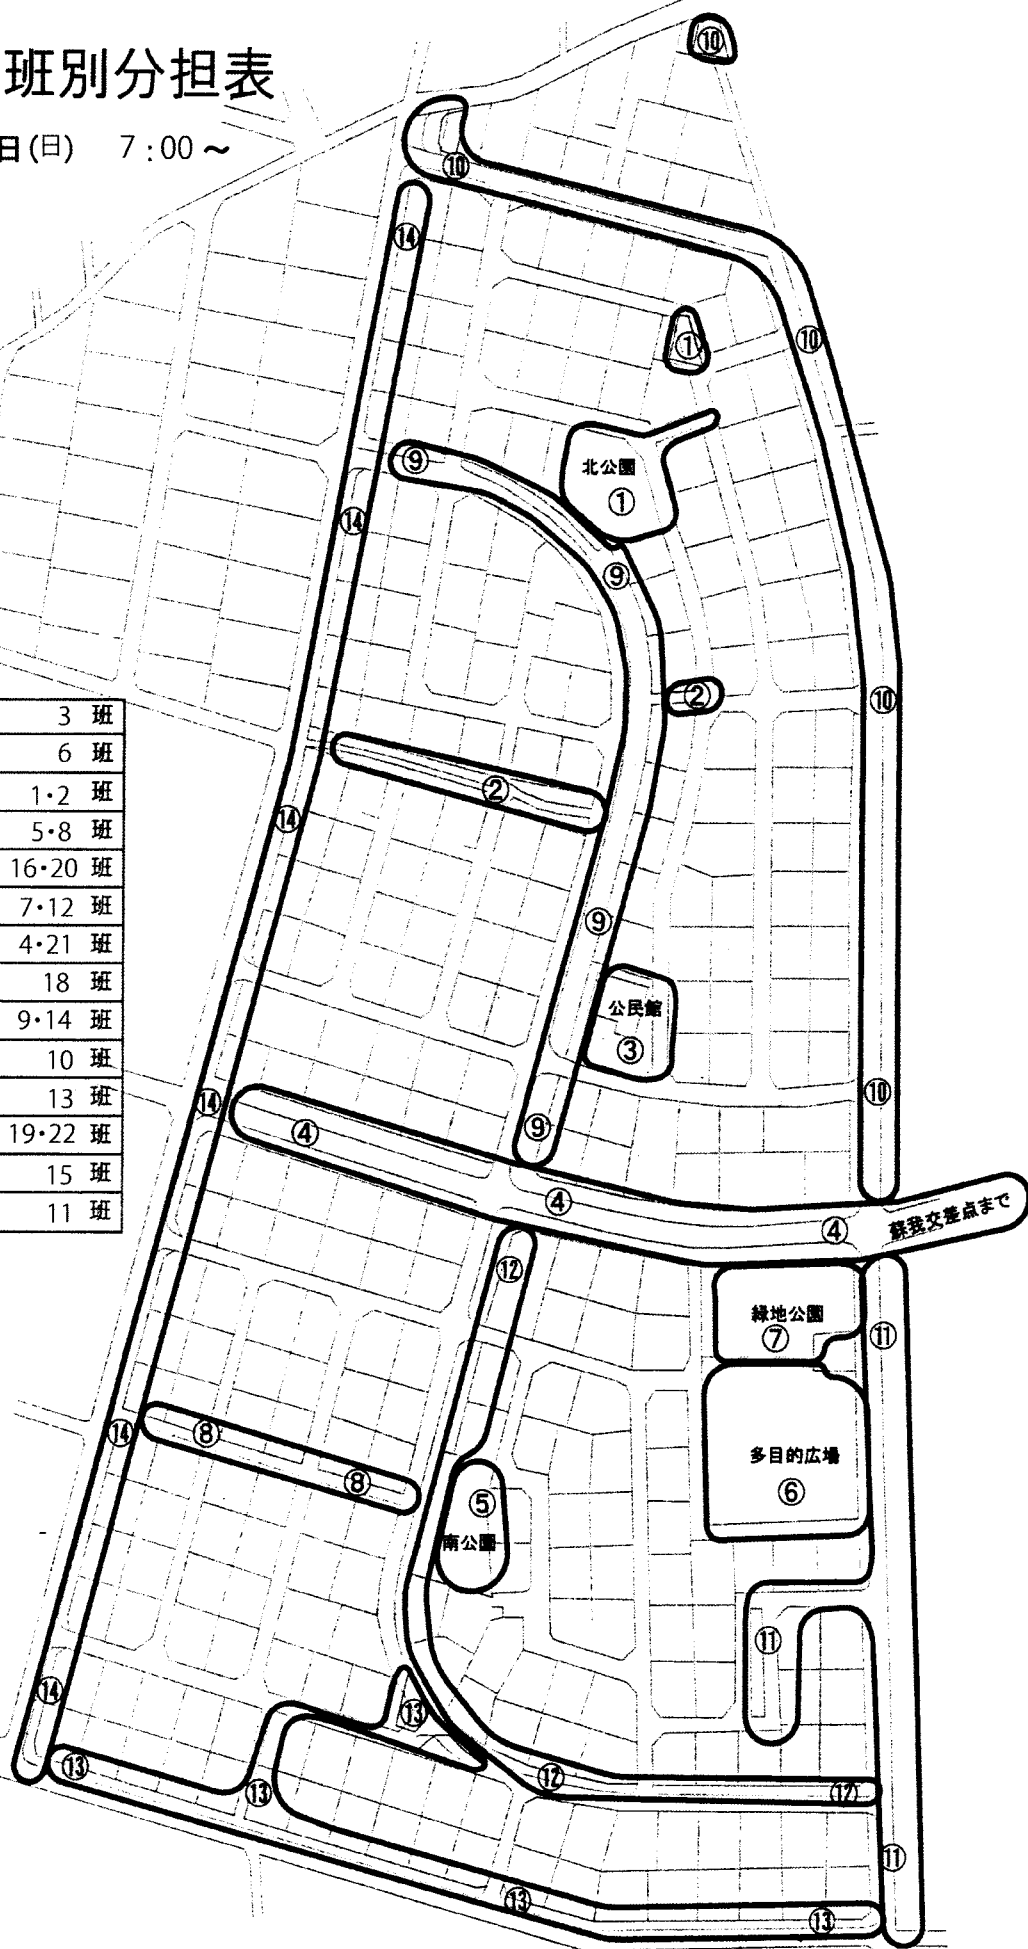 班別分担表
日(日) 7:00～
3 班
6 班
1・2 班
5・8 班
16・20 班
7・12 班
4・21 班
18 班
9・14 班
10 班
13 班
19・22 班
15 班
11 班
⑩
⑩
⑭
①
⑩
⑨
北公園
①
⑭
⑨
②
⑩
②
⑭
⑨
公民館
③
⑩
⑭
④
⑨
④
④
蘇我交差点まで
⑫
緑地公園
⑦
⑪
⑭
⑧
⑧
多目的広場
⑥
⑤
南公園
⑪
⑭
⑬
⑬
⑬
⑫
⑫
⑪
⑬
⑬